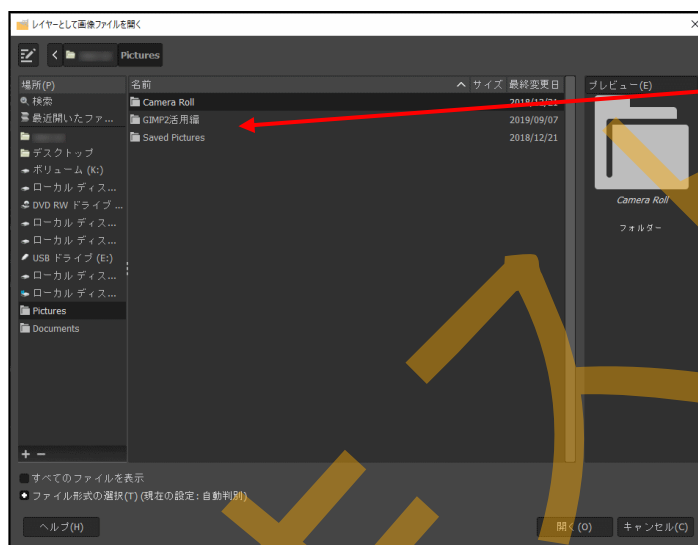 レイヤーとして画像ファイルを開く
Pictures
場所(P)
検索
最近開いたファ...
デスクトップ
ボリューム (K:)
ローカル ディス...
DVD RW ドライブ ...
ローカル ディス...
ローカル ディス...
USB ドライブ (E:)
ローカル ディス...
ローカル ディス...
Pictures
Documents
名前 サイズ 最終変更日
Camera Roll 2018/12/21
GIMP2活用編 2019/09/07
Saved Pictures 2018/12/21
プレビュー(E)
Camera Roll
フォルダー
すべてのファイルを表示
ファイル形式の選択(T) (現在の設定: 自動判別)
ヘルプ(H) 開く(O) キャンセル(C)